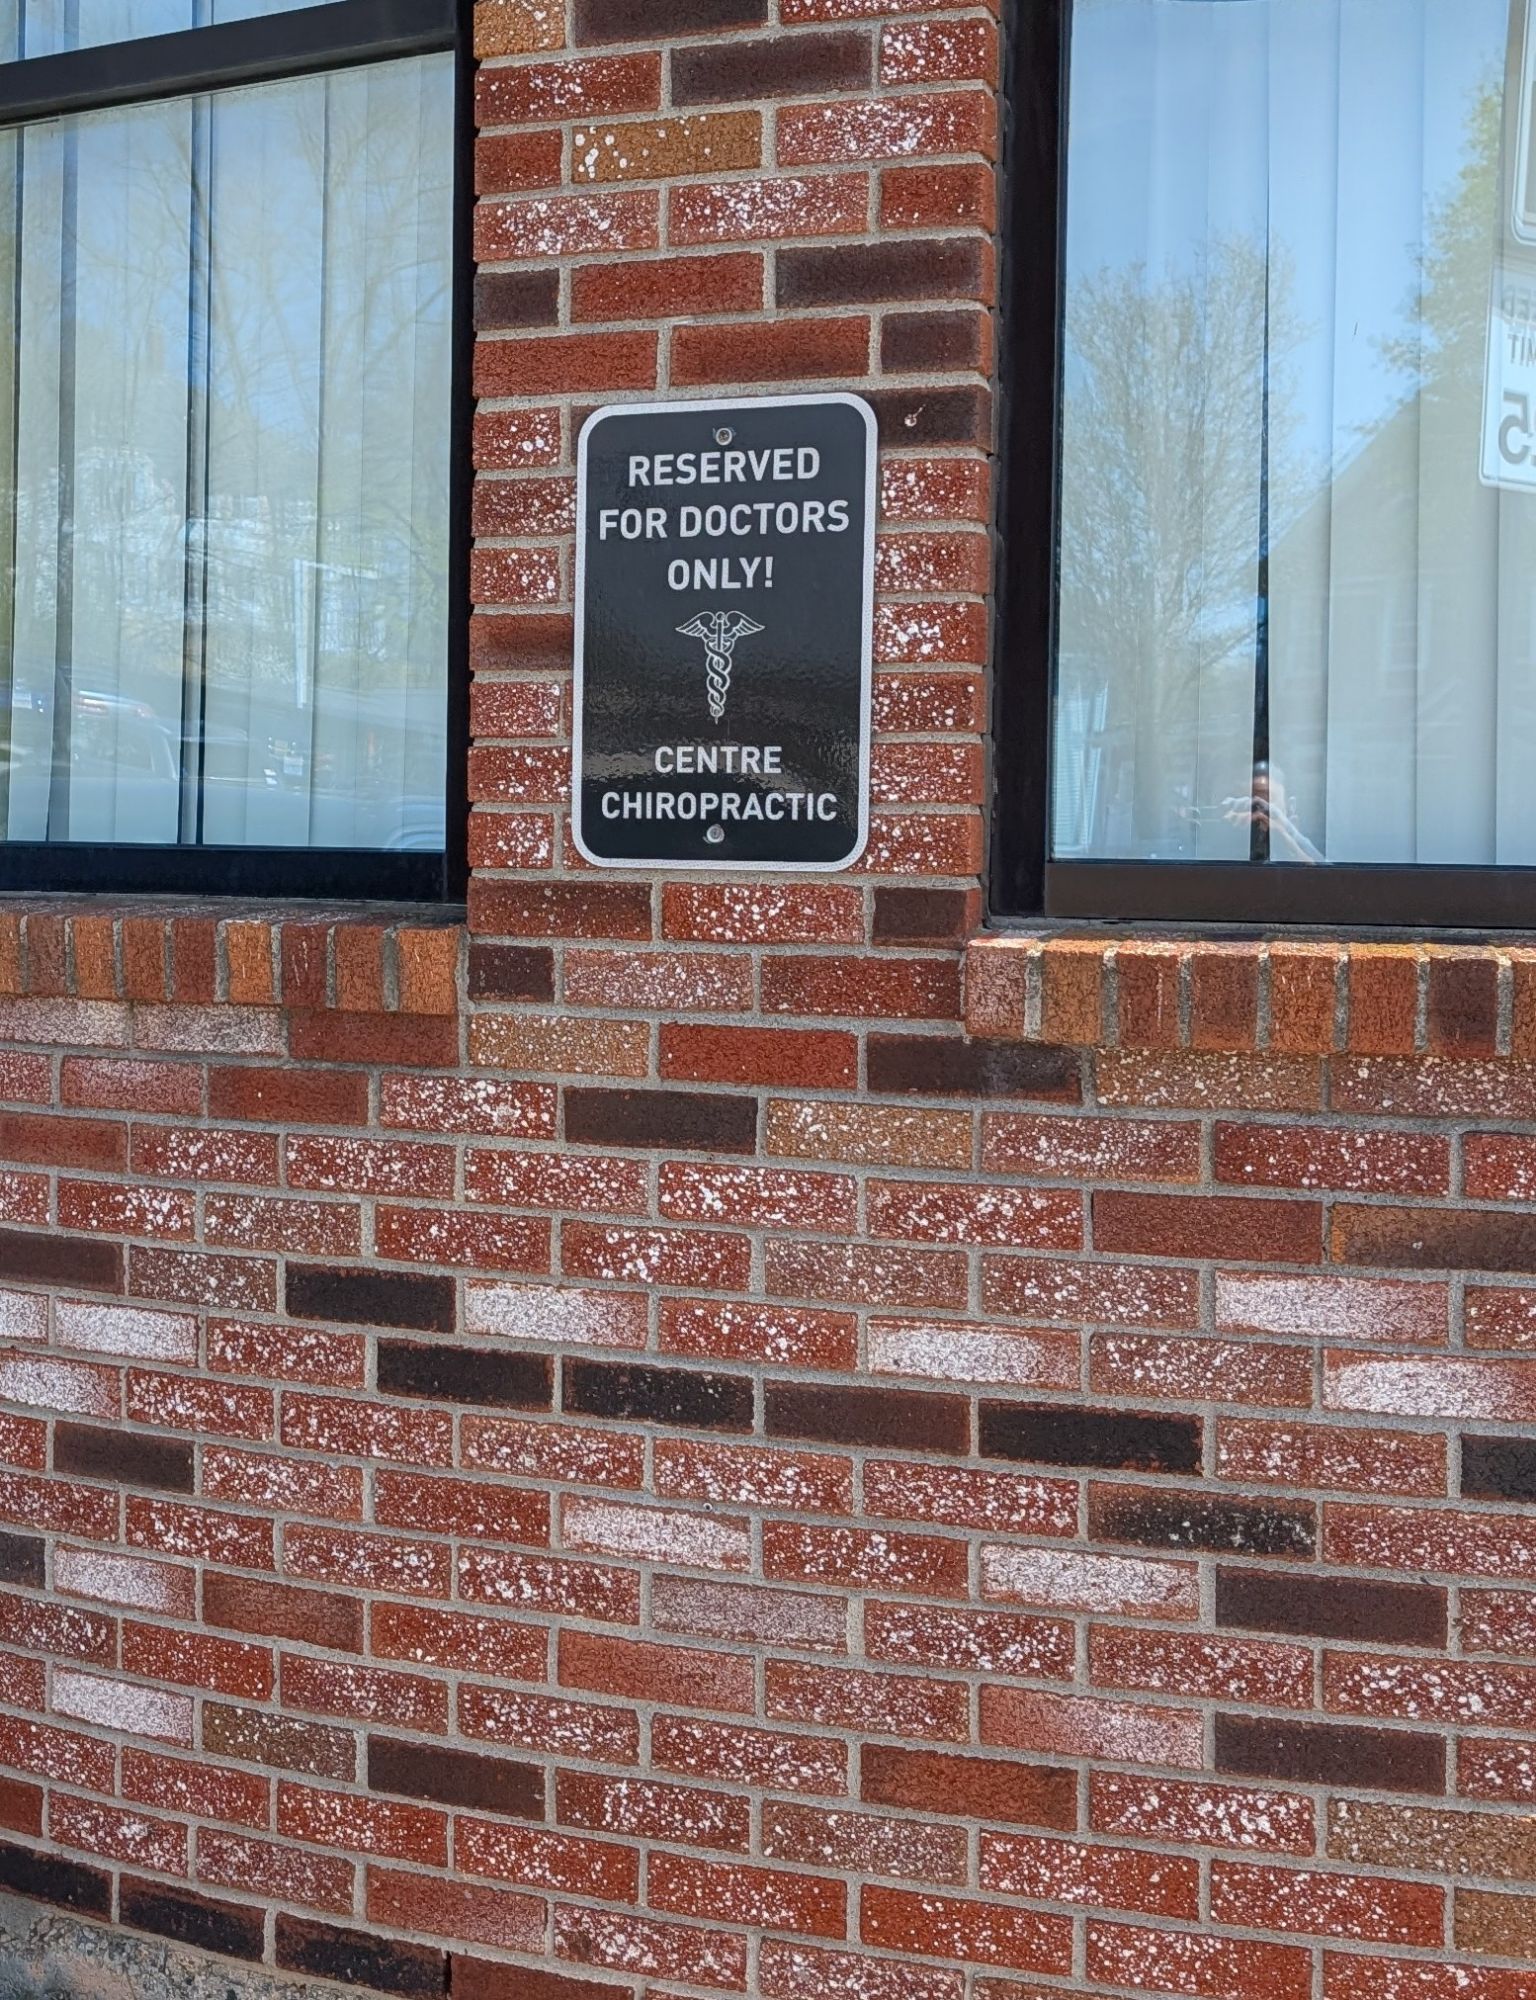 RESERVED
FOR DOCTORS
ONLY!
CENTRE
CHIROPRACTIC